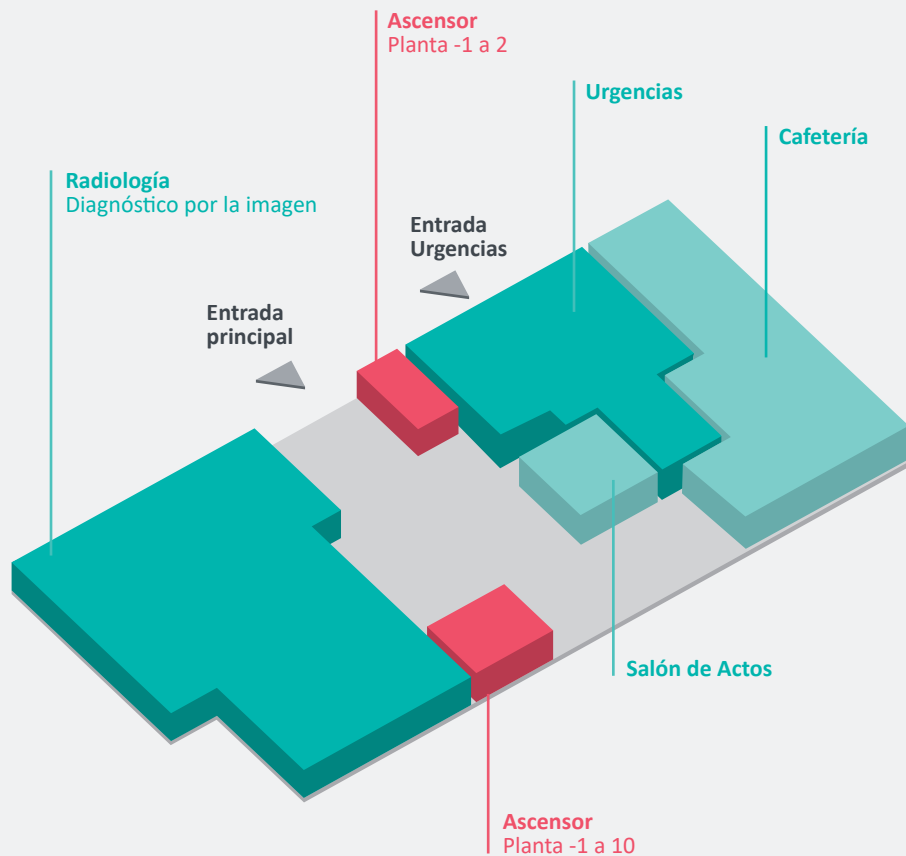 Ascensor
Planta -1 a 2
Urgencias
Cafetería
Radiología
Diagnóstico por la imagen
Entrada
Urgencias
Entrada
principal
Salón de Actos
Ascensor
Planta -1 a 10